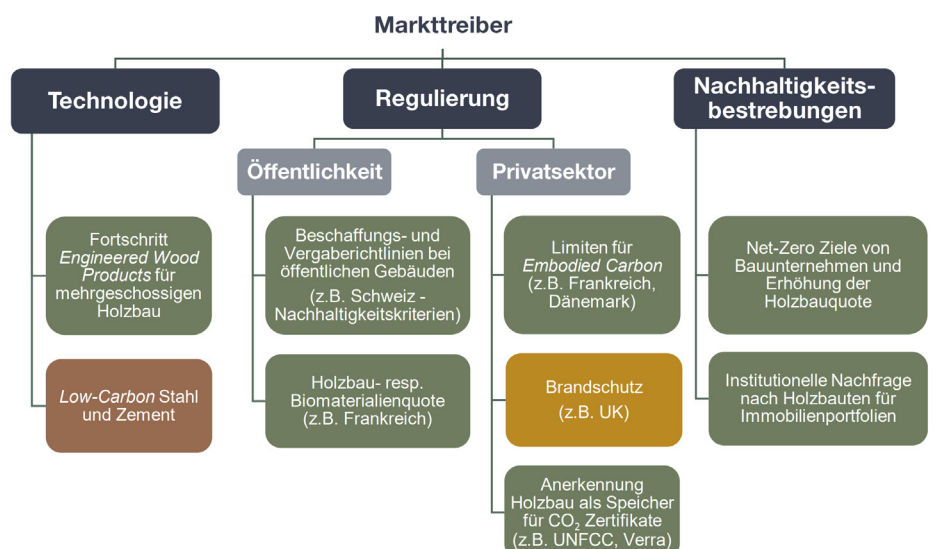 Markttreiber
Technologie
Regulierung
Nachhaltigkeits-
bestrebungen
Öffentlichkeit
Privatsektor
Fortschritt
Engineered Wood
Products für
mehrgeschossigen
Holzbau
Low-Carbon Stahl
und Zement
Beschaffungs- und
Vergaberichtlinien bei
öffentlichen Gebäuden
(z.B. Schweiz -
Nachhaltigkeitskriterien)
Holzbau- resp.
Biomaterialienquote
(z.B. Frankreich)
Limiten für
Embodied Carbon
(z.B. Frankreich,
Dänemark)
Brandschutz
(z.B. UK)
Anerkennung
Holzbau als Speicher
für CO₂ Zertifikate
(z.B. UNFCC, Verra)
Net-Zero Ziele von
Bauunternehmen und
Erhöhung der
Holzbauquote
Institutionelle Nachfrage
nach Holzbauten für
Immobilienportfolien